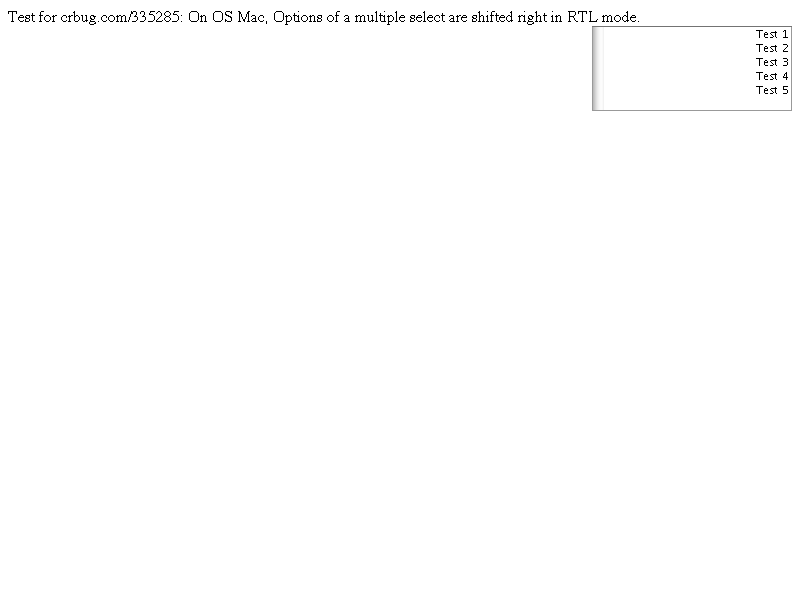 Test for crbug.com/335285: On OS Mac, Options of a multiple select are shifted right in RTL mode.
Test 1
Test 2
Test 3
Test 4
Test 5